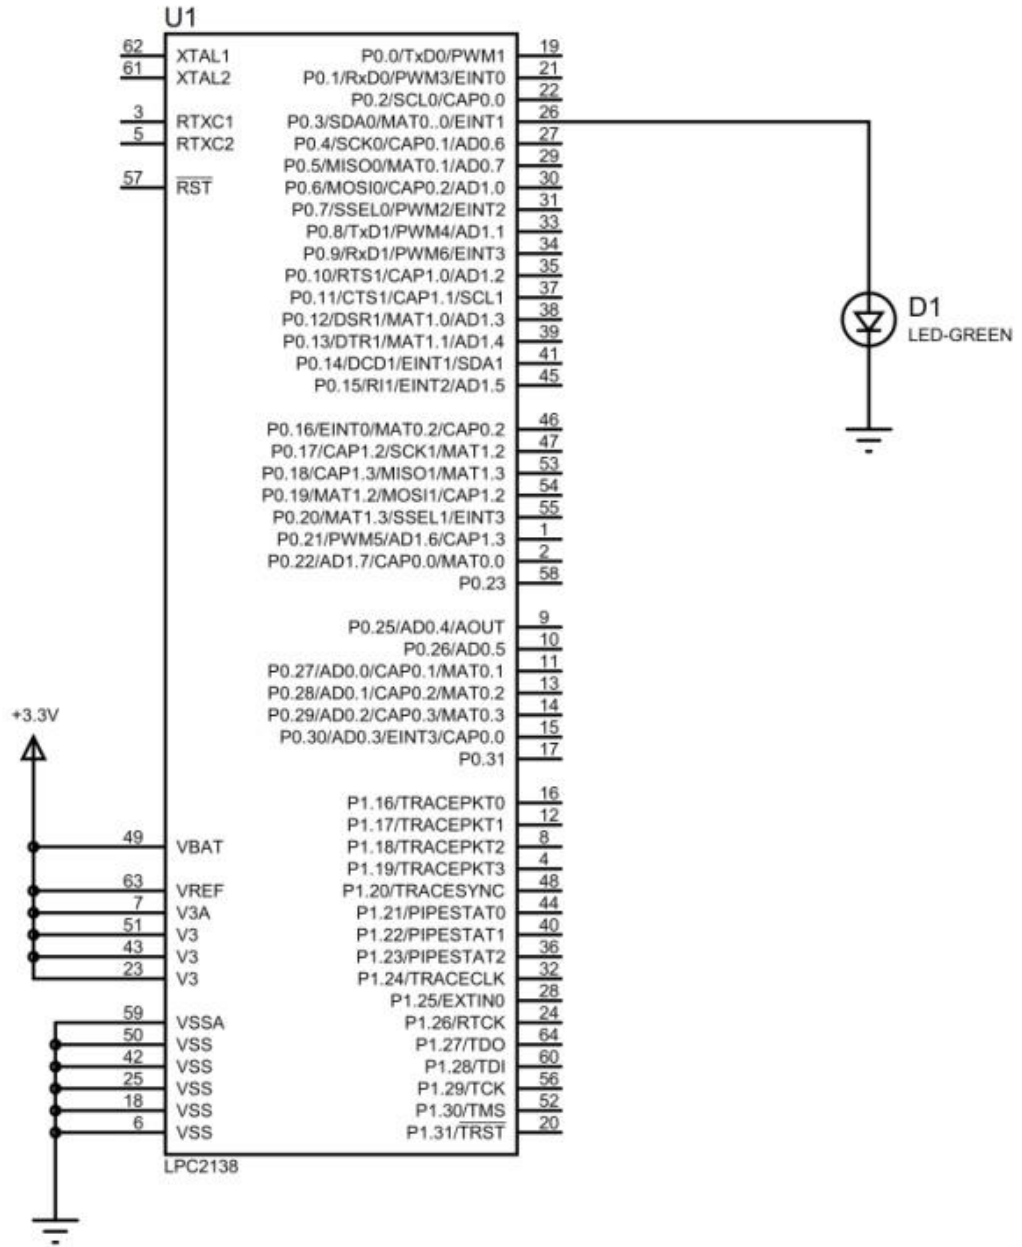 U1
62 XTAL1
61 XTAL2
3 RTXC1
5 RTXC2
57 RST
P0.0/TxD0/PWM1 19
P0.1/RxD0/PWM3/EINT0 21
P0.2/SCL0/CAP0.0 22
P0.3/SDA0/MAT0..0/EINT1 26
P0.4/SCK0/CAP0.1/AD0.6 27
P0.5/MISO0/MAT0.1/AD0.7 29
P0.6/MOSI0/CAP0.2/AD1.0 30
P0.7/SSEL0/PWM2/EINT2 31
P0.8/TxD1/PWM4/AD1.1 33
P0.9/RxD1/PWM6/EINT3 34
P0.10/RTS1/CAP1.0/AD1.2 35
P0.11/CTS1/CAP1.1/SCL1 37
P0.12/DSR1/MAT1.0/AD1.3 38
P0.13/DTR1/MAT1.1/AD1.4 39
P0.14/DCD1/EINT1/SDA1 41
P0.15/RI1/EINT2/AD1.5 45
P0.16/EINT0/MAT0.2/CAP0.2 46
P0.17/CAP1.2/SCK1/MAT1.2 47
P0.18/CAP1.3/MISO1/MAT1.3 53
P0.19/MAT1.2/MOSI1/CAP1.2 54
P0.20/MAT1.3/SSEL1/EINT3 55
P0.21/PWM5/AD1.6/CAP1.3 1
P0.22/AD1.7/CAP0.0/MAT0.0 2
P0.23 58
P0.25/AD0.4/AOUT 9
P0.26/AD0.5 10
P0.27/AD0.0/CAP0.1/MAT0.1 11
P0.28/AD0.1/CAP0.2/MAT0.2 13
P0.29/AD0.2/CAP0.3/MAT0.3 14
P0.30/AD0.3/EINT3/CAP0.0 15
P0.31 17
D1
LED-GREEN
+3.3V
49 VBAT
63 VREF
7 V3A
51 V3
43 V3
23 V3
59 VSSA
50 VSS
42 VSS
25 VSS
18 VSS
6 VSS
P1.16/TRACEPKT0 16
P1.17/TRACEPKT1 12
P1.18/TRACEPKT2 8
P1.19/TRACEPKT3 4
P1.20/TRACESYNC 48
P1.21/PIPESTAT0 44
P1.22/PIPESTAT1 40
P1.23/PIPESTAT2 36
P1.24/TRACECLK 32
P1.25/EXTIN0 28
P1.26/RTCK 24
P1.27/TDO 64
P1.28/TDI 60
P1.29/TCK 56
P1.30/TMS 52
P1.31/TRST 20
LPC2138